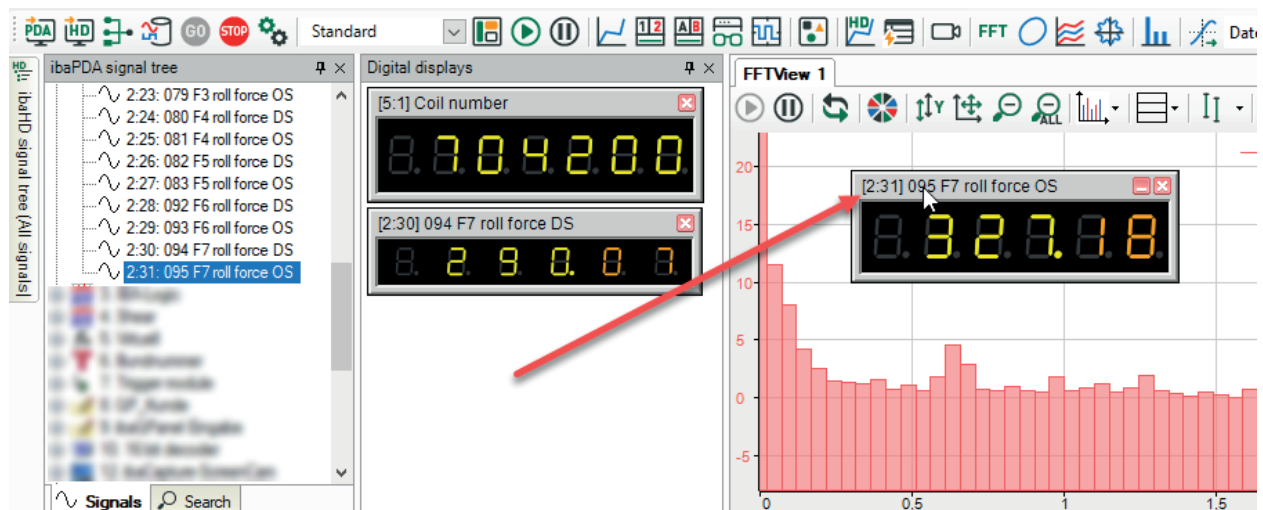 PDA HD GO STOP Standard 1 2 A B HD FFT Date
HD ibaHD signal tree (All signals)
ibaPDA signal tree
2:23: 079 F3 roll force OS
2:24: 080 F4 roll force DS
2:25: 081 F4 roll force OS
2:26: 082 F5 roll force DS
2:27: 083 F5 roll force OS
2:28: 092 F6 roll force DS
2:29: 093 F6 roll force OS
2:30: 094 F7 roll force DS
2:31: 095 F7 roll force OS
Signals Search
Digital displays
[5:1] Coil number
704200
[2:30] 094 F7 roll force DS
290.07
FFTView 1
Y ALL
[2:31] 095 F7 roll force OS
327.18
20
15
10
5
0
-5
0 0.5 1 1.5